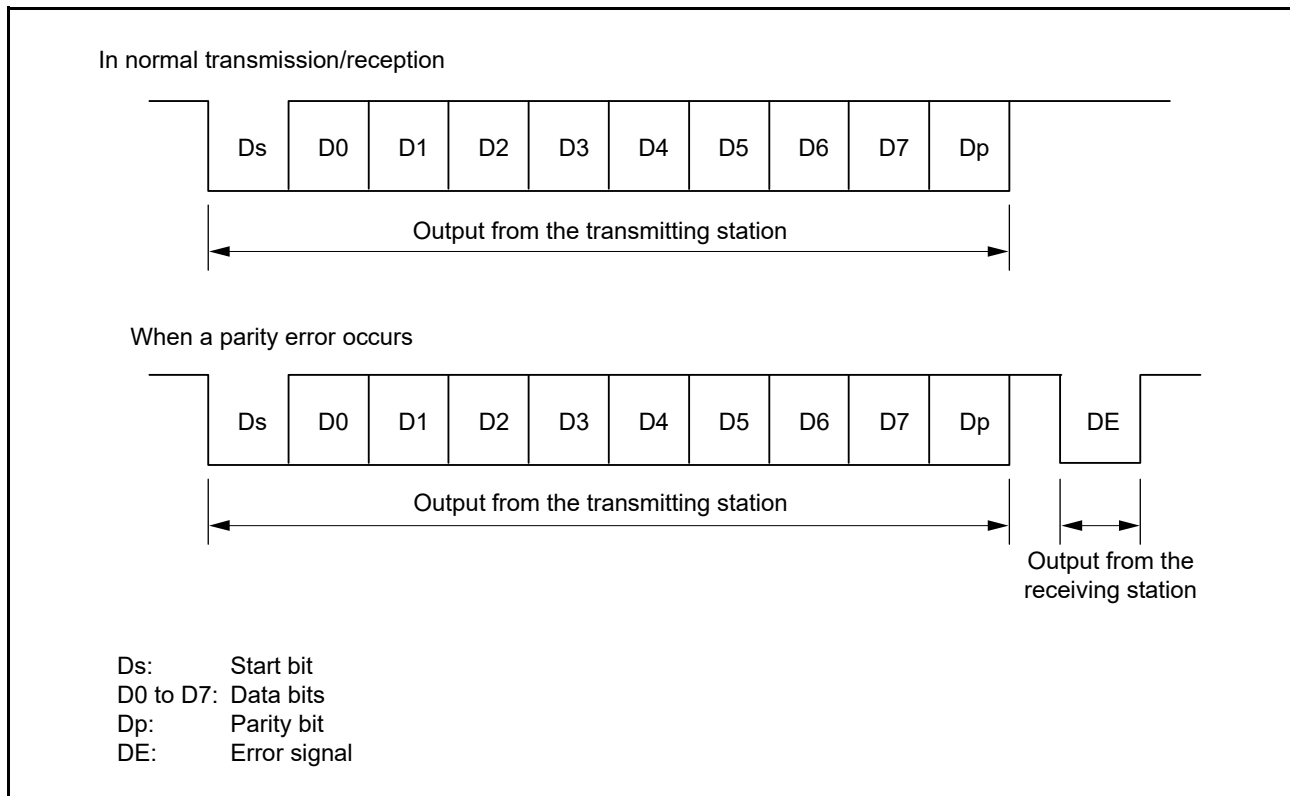 In normal transmission/reception
Ds D0 D1 D2 D3 D4 D5 D6 D7 Dp
Output from the transmitting station
When a parity error occurs
Ds D0 D1 D2 D3 D4 D5 D6 D7 Dp DE
Output from the transmitting station
Output from the
receiving station
Ds: Start bit
D0 to D7: Data bits
Dp: Parity bit
DE: Error signal